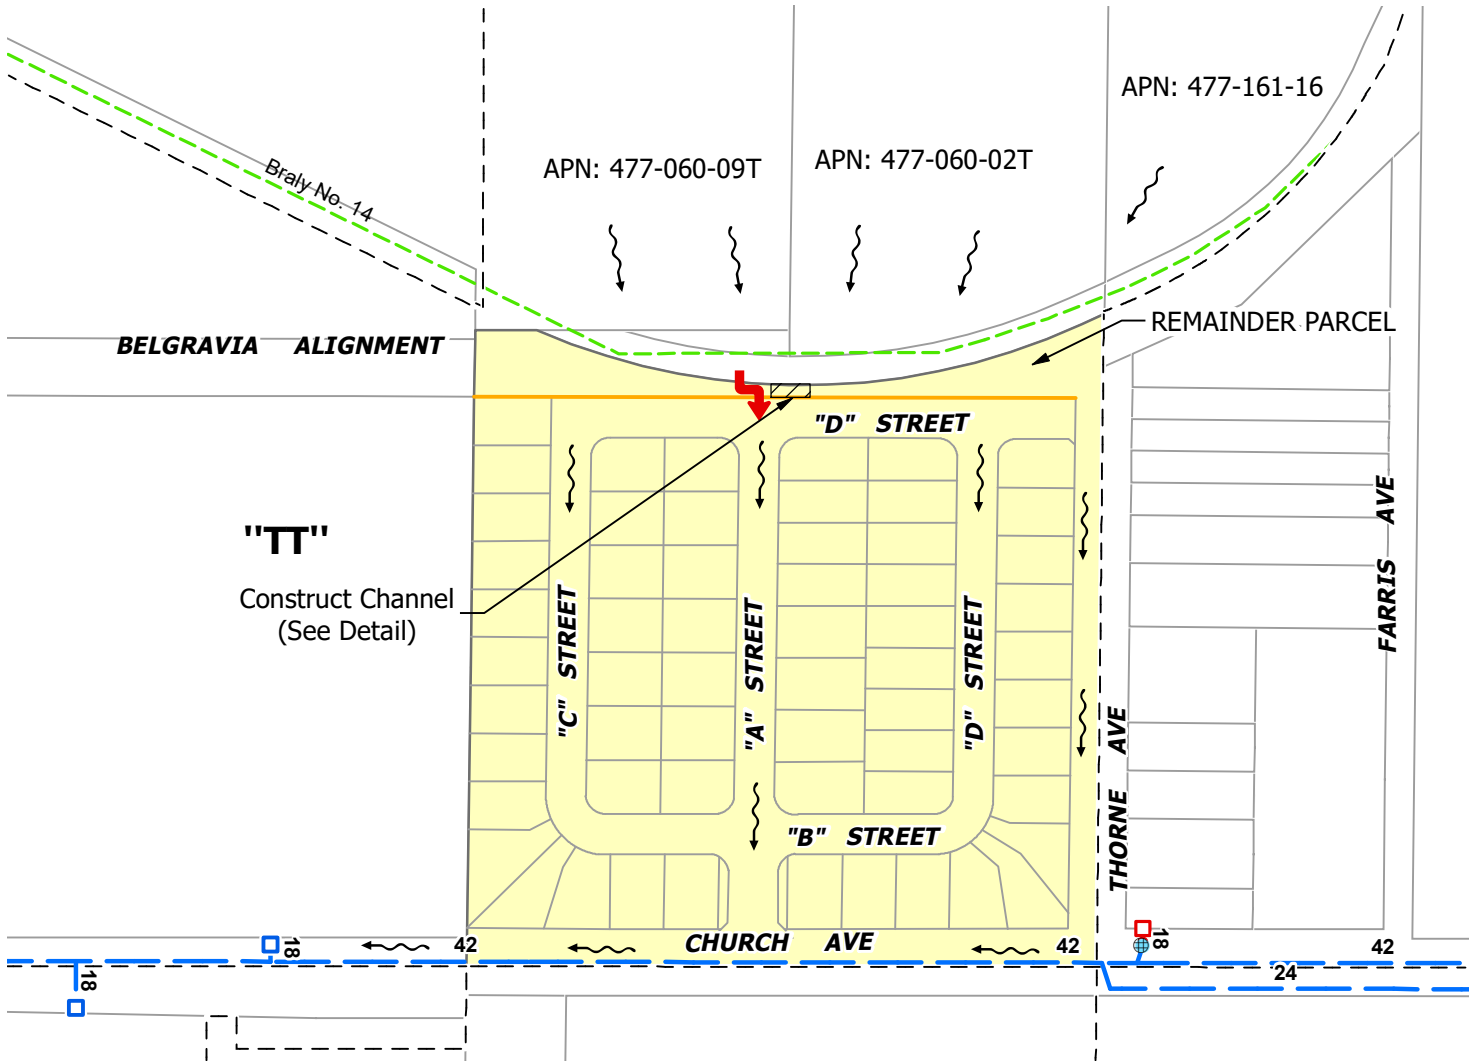 APN: 477-161-16
APN: 477-060-09T
APN: 477-060-02T
Braly No. 14
REMAINDER PARCEL
BELGRAVIA ALIGNMENT
"D" STREET
"TT"
Construct Channel
(See Detail)
"C" STREET
"A" STREET
"D" STREET
FARRIS AVE
THORNE AVE
"B" STREET
CHURCH AVE
18
42
42
18
42
18
24